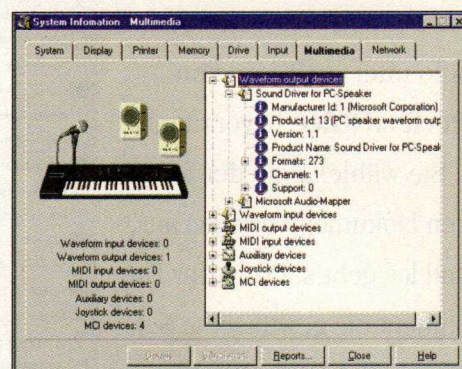 System Infomation - Multimedia
System Display Printer Memory Drive Input Multimedia Network
Waveform output devices
Sound Driver for PC-Speaker
Manufacturer Id: 1 (Microsoft Corporation)
Product Id: 13 (PC speaker waveform outp
Version: 1.1
Product Name: Sound Driver for PC-Speak
Formats: 273
Channels: 1
Support: 0
Microsoft Audio-Mapper
Waveform input devices
MIDI output devices
MIDI input devices
Auxiliary devices
Joystick devices
MCI devices
Waveform input devices: 0
Waveform output devices: 1
MIDI input devices: 0
MIDI output devices: 0
Auxiliary devices: 0
Joystick devices: 0
MCI devices: 4
Reports... Close Help